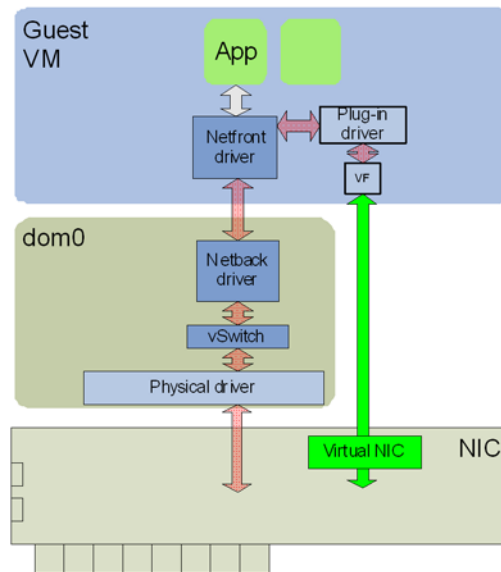 Guest
VM
App
Netfront
driver
Plug-in
driver
VF
dom0
Netback
driver
vSwitch
Physical driver
Virtual NIC
NIC